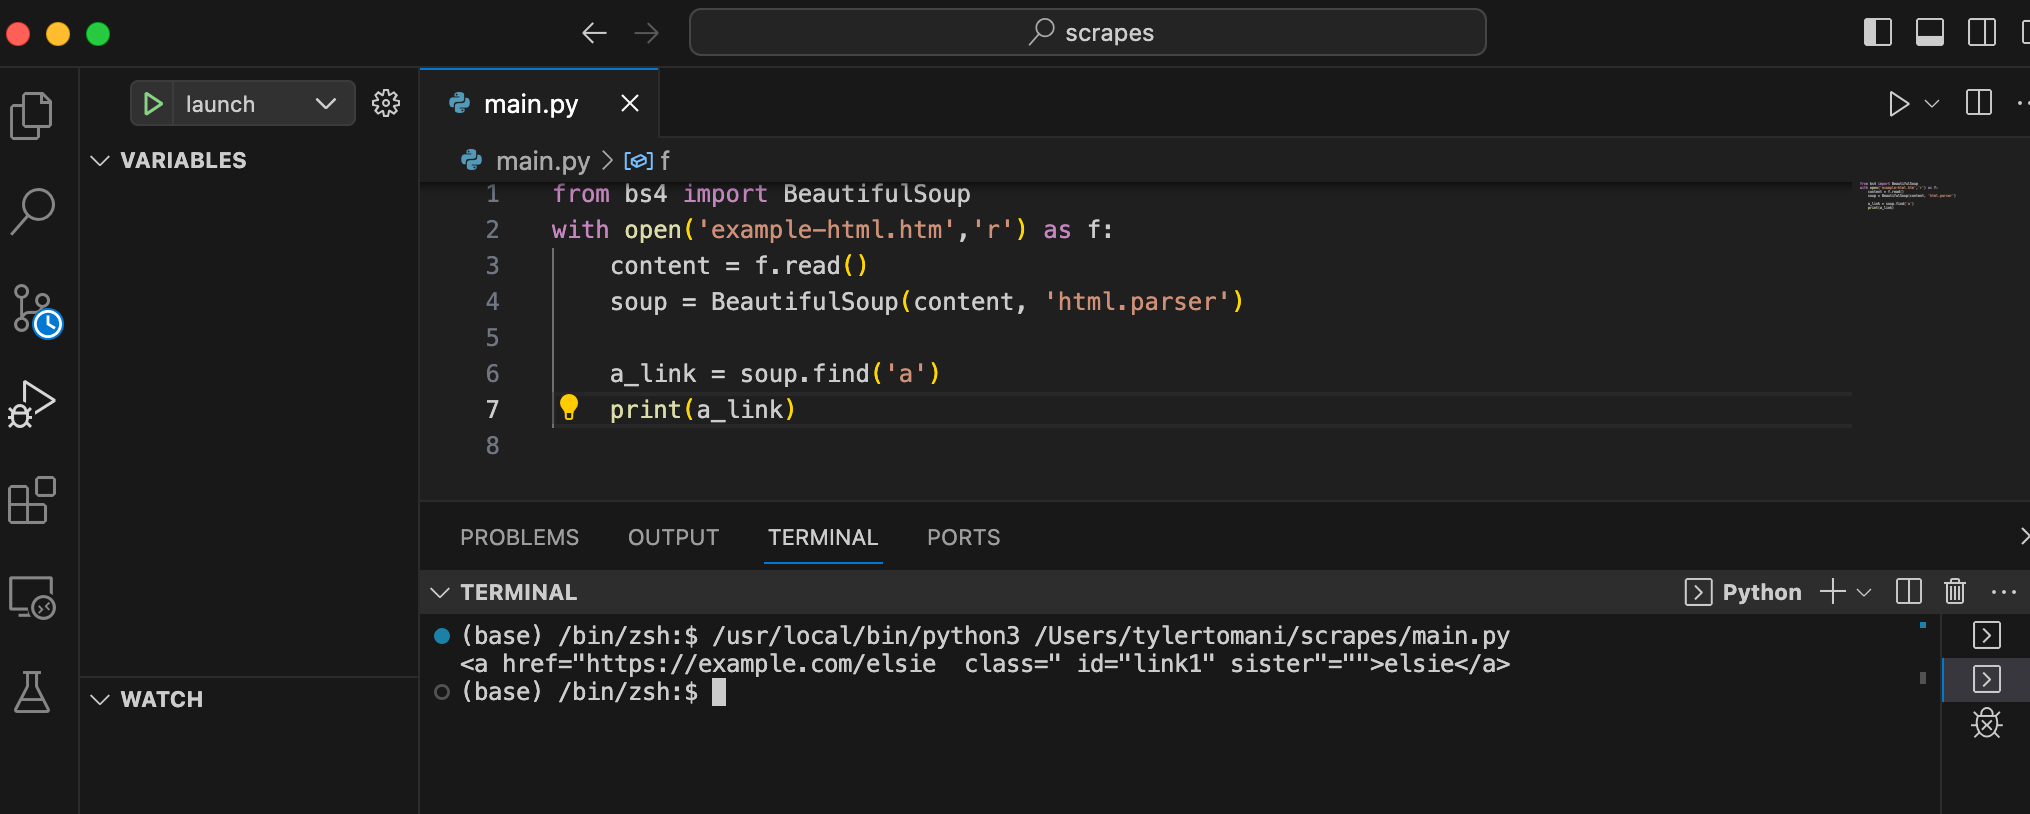 scrapes
launch
main.py
VARIABLES
main.py > f
1 from bs4 import BeautifulSoup
2 with open('example-html.htm','r') as f:
3     content = f.read()
4     soup = BeautifulSoup(content, 'html.parser')
5
6     a_link = soup.find('a')
7     print(a_link)
8
PROBLEMS OUTPUT TERMINAL PORTS
TERMINAL
Python
(base) /bin/zsh:$ /usr/local/bin/python3 /Users/tylertomani/scrapes/main.py
<a href="https://example.com/elsie  class=" id="link1" sister"="">elsie</a>
(base) /bin/zsh:$
WATCH